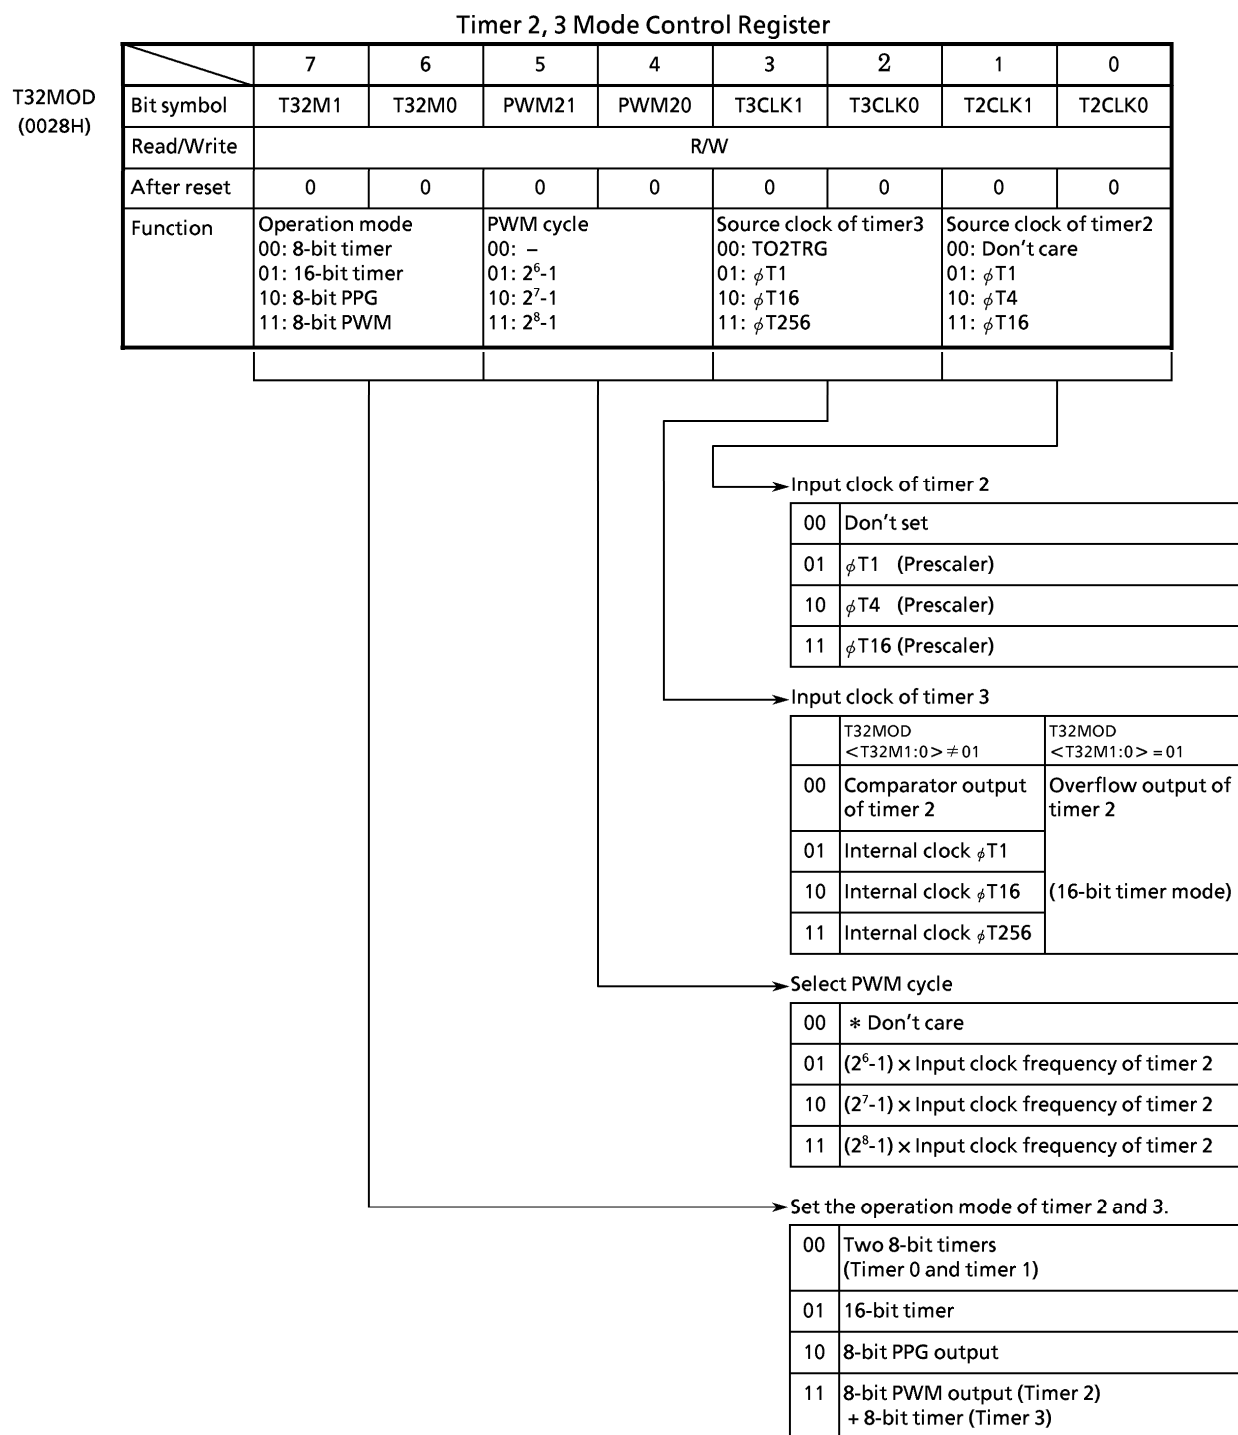 Timer 2, 3 Mode Control Register
7 6 5 4 3 2 1 0
T32MOD
(0028H)
Bit symbol T32M1 T32M0 PWM21 PWM20 T3CLK1 T3CLK0 T2CLK1 T2CLK0
Read/Write R/W
After reset 0 0 0 0 0 0 0 0
Function Operation mode PWM cycle Source clock of timer3 Source clock of timer2
00: 8-bit timer 00: – 00: TO2TRG 00: Don't care
01: 16-bit timer 01: 2⁶-1 01: ϕT1 01: ϕT1
10: 8-bit PPG 10: 2⁷-1 10: ϕT16 10: ϕT4
11: 8-bit PWM 11: 2⁸-1 11: ϕT256 11: ϕT16
Input clock of timer 2
00 Don't set
01 ϕT1 (Prescaler)
10 ϕT4 (Prescaler)
11 ϕT16 (Prescaler)
Input clock of timer 3
T32MOD T32MOD
<T32M1:0>≠01 <T32M1:0>=01
00 Comparator output Overflow output of
of timer 2 timer 2
01 Internal clock ϕT1
10 Internal clock ϕT16 (16-bit timer mode)
11 Internal clock ϕT256
Select PWM cycle
00 * Don't care
01 (2⁶-1) × Input clock frequency of timer 2
10 (2⁷-1) × Input clock frequency of timer 2
11 (2⁸-1) × Input clock frequency of timer 2
Set the operation mode of timer 2 and 3.
00 Two 8-bit timers
(Timer 0 and timer 1)
01 16-bit timer
10 8-bit PPG output
11 8-bit PWM output (Timer 2)
+ 8-bit timer (Timer 3)